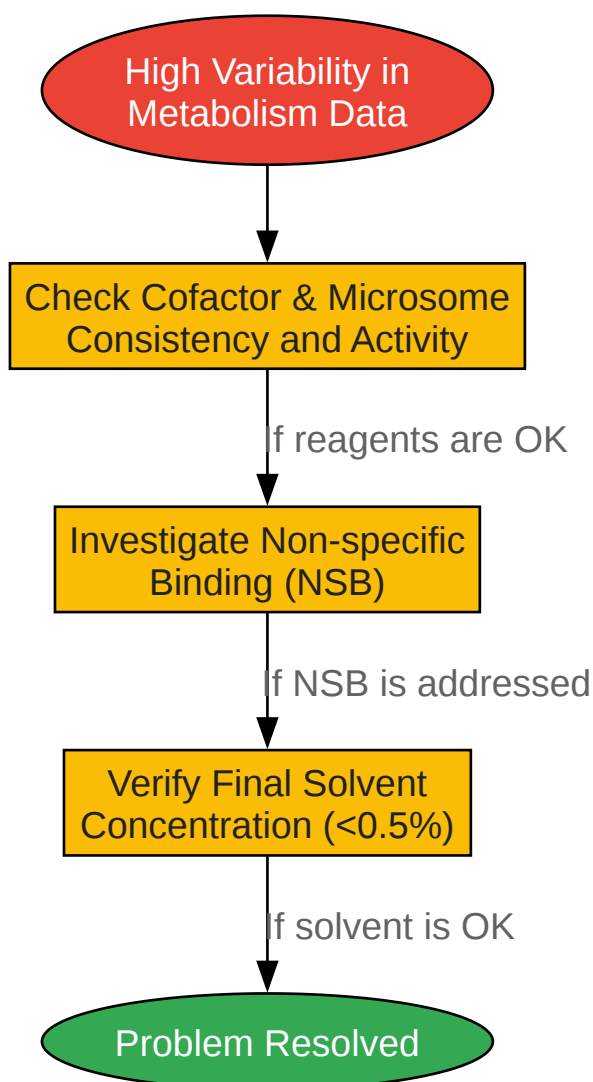 High Variability in
Metabolism Data
Check Cofactor & Microsome
Consistency and Activity
If reagents are OK
Investigate Non-specific
Binding (NSB)
If NSB is addressed
Verify Final Solvent
Concentration (<0.5%)
If solvent is OK
Problem Resolved